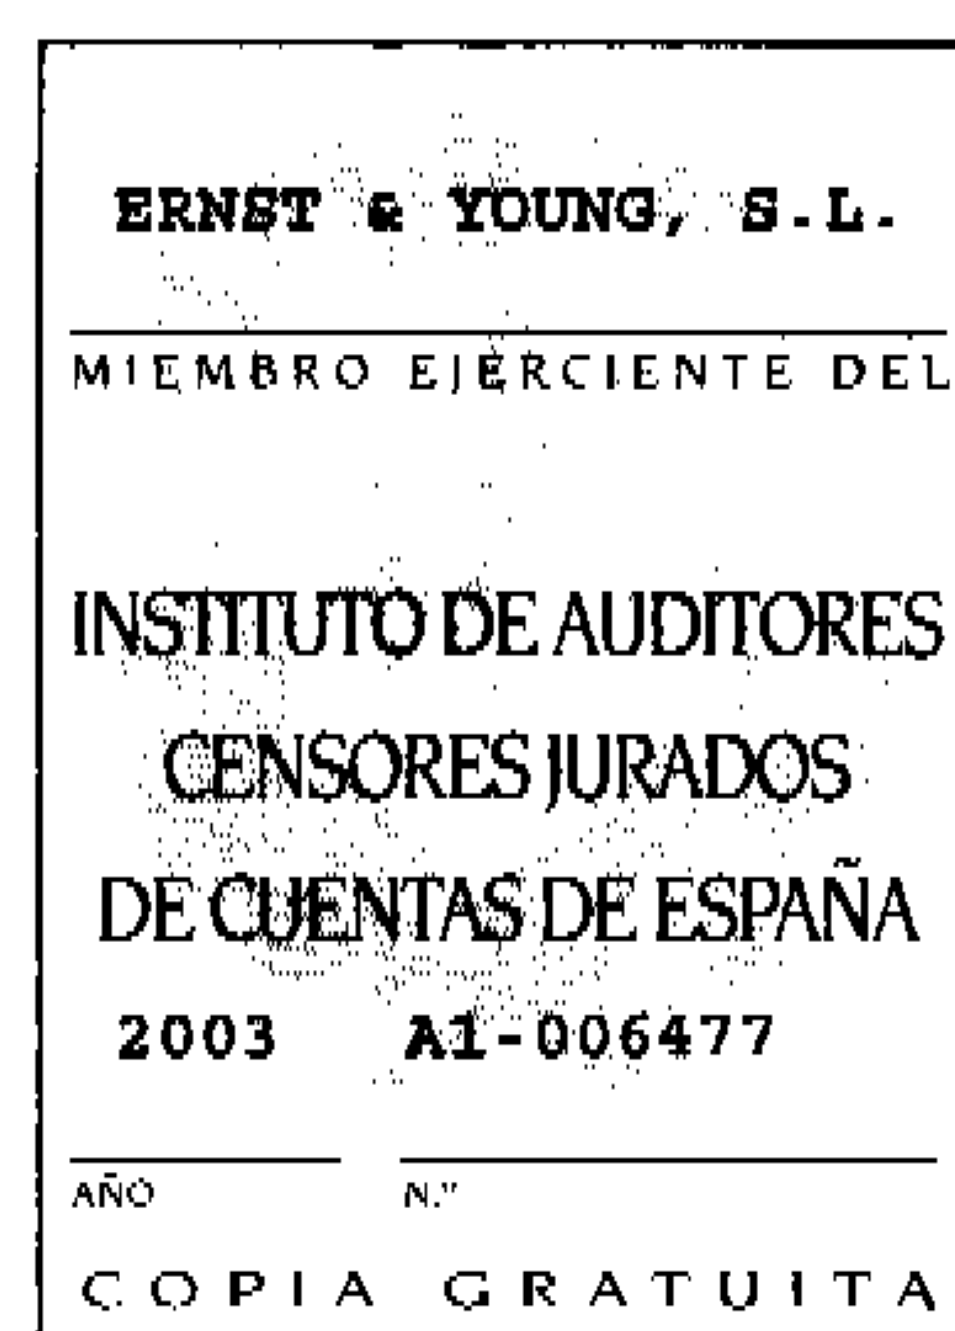 ERNST & YOUNG, S.L.
MIEMBRO EJERCIENTE DEL
INSTITUTO DE AUDITORES
CENSORES JURADOS
DE CUENTAS DE ESPAÑA
2003 A1-006477
AÑO N.º
COPIA GRATUITA